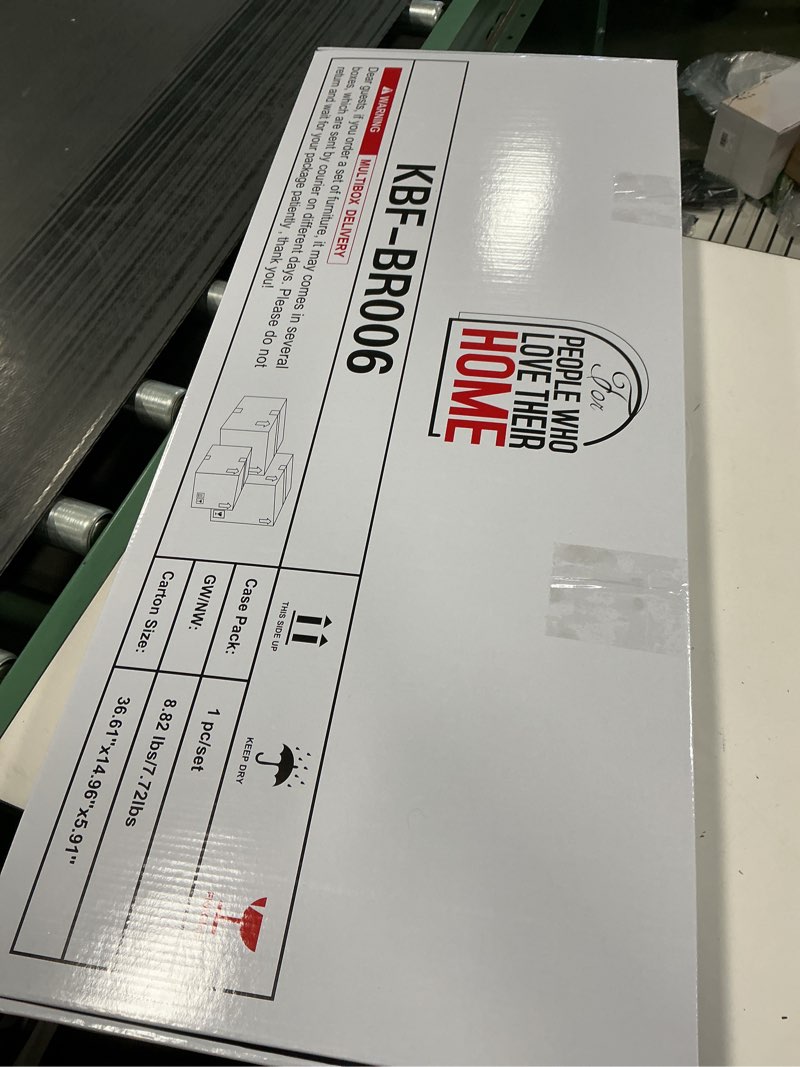 For
PEOPLE WHO
LOVE THEIR
HOME
KBF-BR006
WARNING MULTIBOX DELIVERY
Dear guests, if you order a set of furniture, it may comes in several
boxes, which are sent by courier on different days. Please do not
return and wait for your package patiently , thank you!
THIS SIDE UP
KEEP DRY
Case Pack: 1 pc/set
GW/NW: 8.82 lbs/7.72lbs
Carton Size: 36.61"x14.96"x5.91"